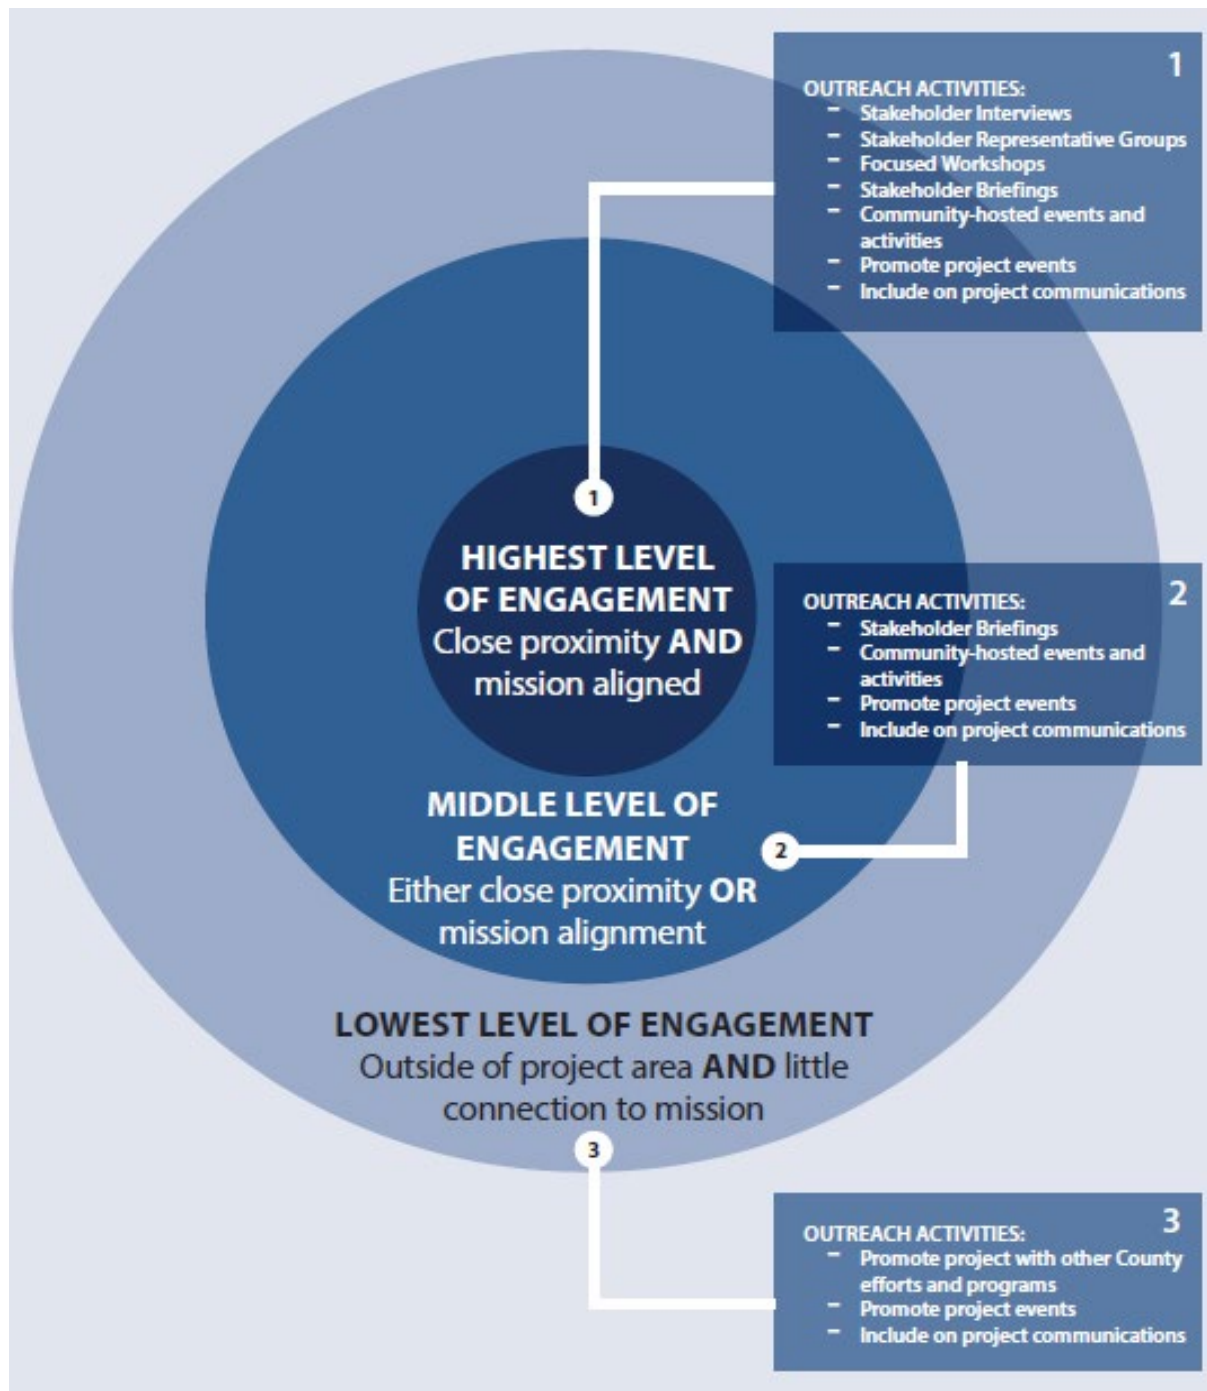 1
OUTREACH ACTIVITIES:
- Stakeholder Interviews
- Stakeholder Representative Groups
- Focused Workshops
- Stakeholder Briefings
- Community-hosted events and
activities
- Promote project events
- Include on project communications
1
HIGHEST LEVEL
OF ENGAGEMENT
Close proximity AND
mission aligned
2
OUTREACH ACTIVITIES:
- Stakeholder Briefings
- Community-hosted events and
activities
- Promote project events
- Include on project communications
MIDDLE LEVEL OF
ENGAGEMENT
2
Either close proximity OR
mission alignment
LOWEST LEVEL OF ENGAGEMENT
Outside of project area AND little
connection to mission
3
3
OUTREACH ACTIVITIES:
- Promote project with other County
efforts and programs
- Promote project events
- Include on project communications